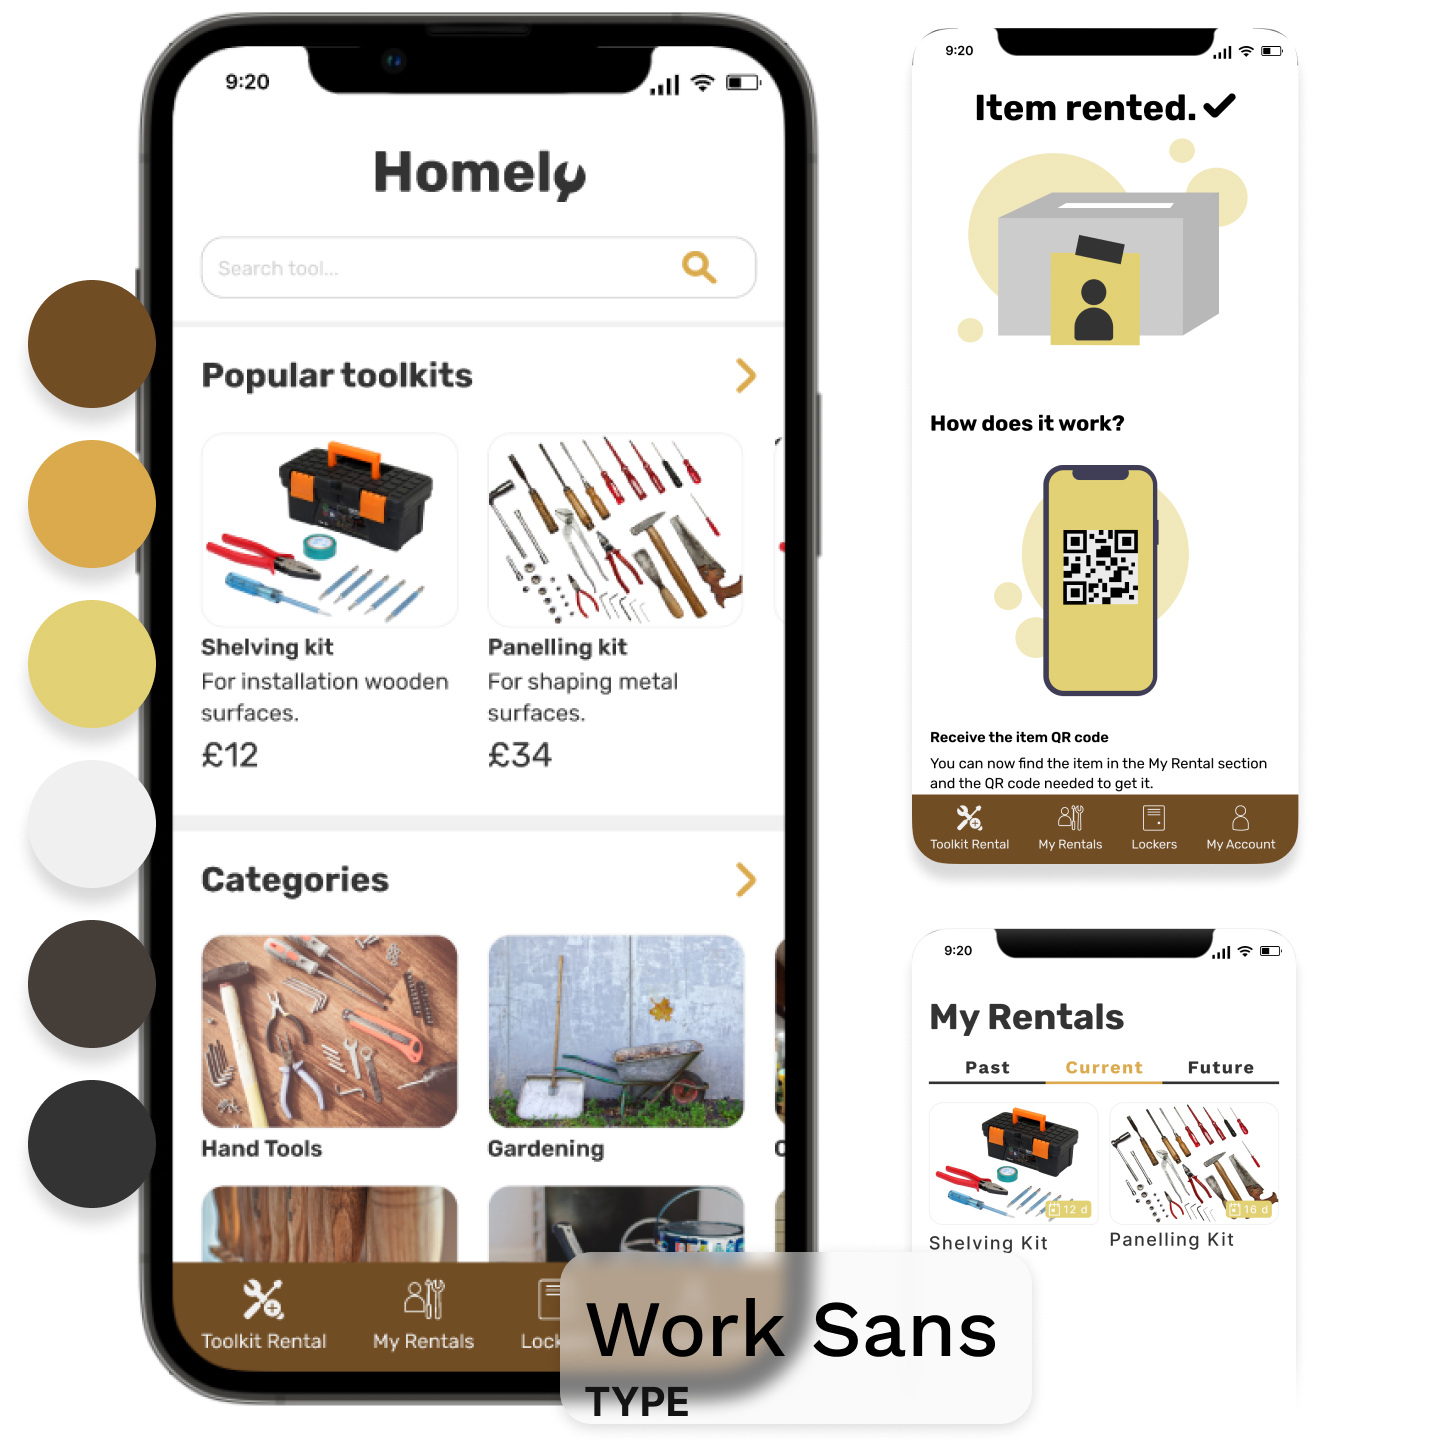 9:20
Homely
Search tool...
Popular toolkits
Shelving kit
For installation wooden
surfaces.
£12
Panelling kit
For shaping metal
surfaces.
£34
Categories
Hand Tools
Gardening
Toolkit Rental
My Rentals
9:20
Item rented.
How does it work?
Receive the item QR code
You can now find the item in the My Rental section
and the QR code needed to get it.
Toolkit Rental
My Rentals
Lockers
My Account
9:20
My Rentals
Past
Current
Future
12 d
16 d
Shelving Kit
Panelling Kit
Work Sans
TYPE